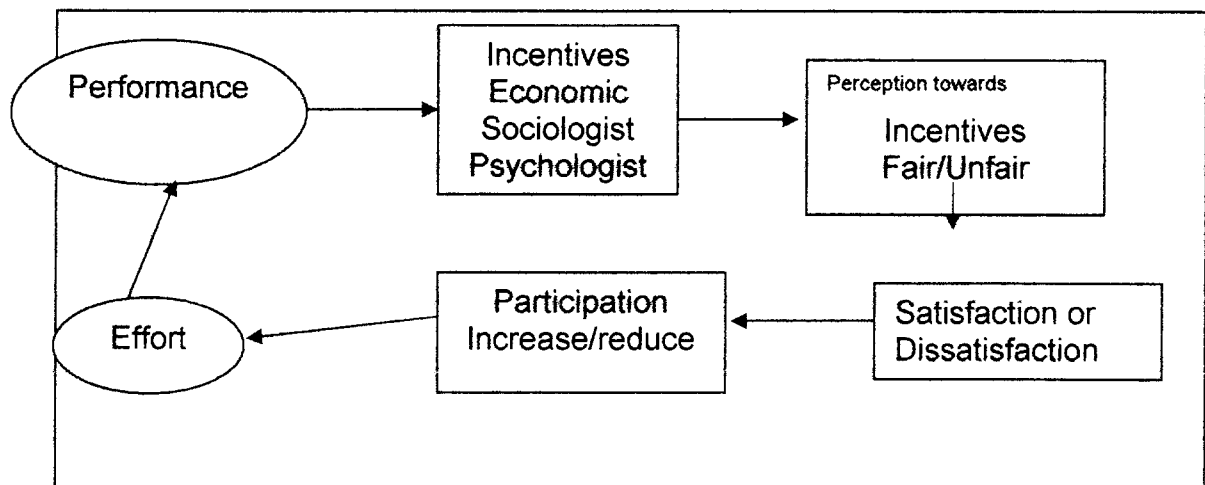 Performance
Incentives
Economic
Sociologist
Psychologist
Perception towards
Incentives
Fair/Unfair
Satisfaction or
Dissatisfaction
Participation
Increase/reduce
Effort